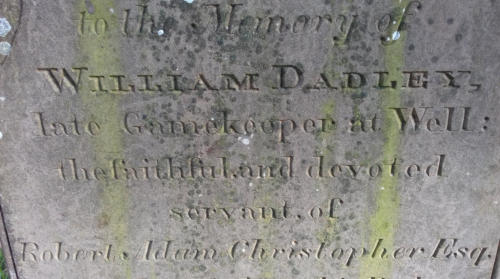 to the Memory of
WILLIAM DADLEY,
late Gamekeeper at Well:
the faithful and devoted
servant, of
Robert Adam Christopher Esq.